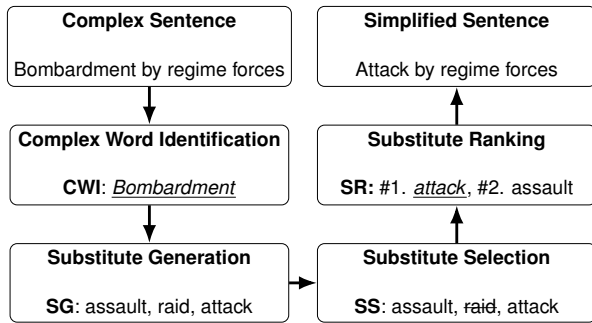 Complex Sentence
Bombardment by regime forces
Complex Word Identification
CWI: Bombardment
Substitute Generation
SG: assault, raid, attack
Substitute Selection
SS: assault, raid, attack
Substitute Ranking
SR: #1. attack, #2. assault
Simplified Sentence
Attack by regime forces